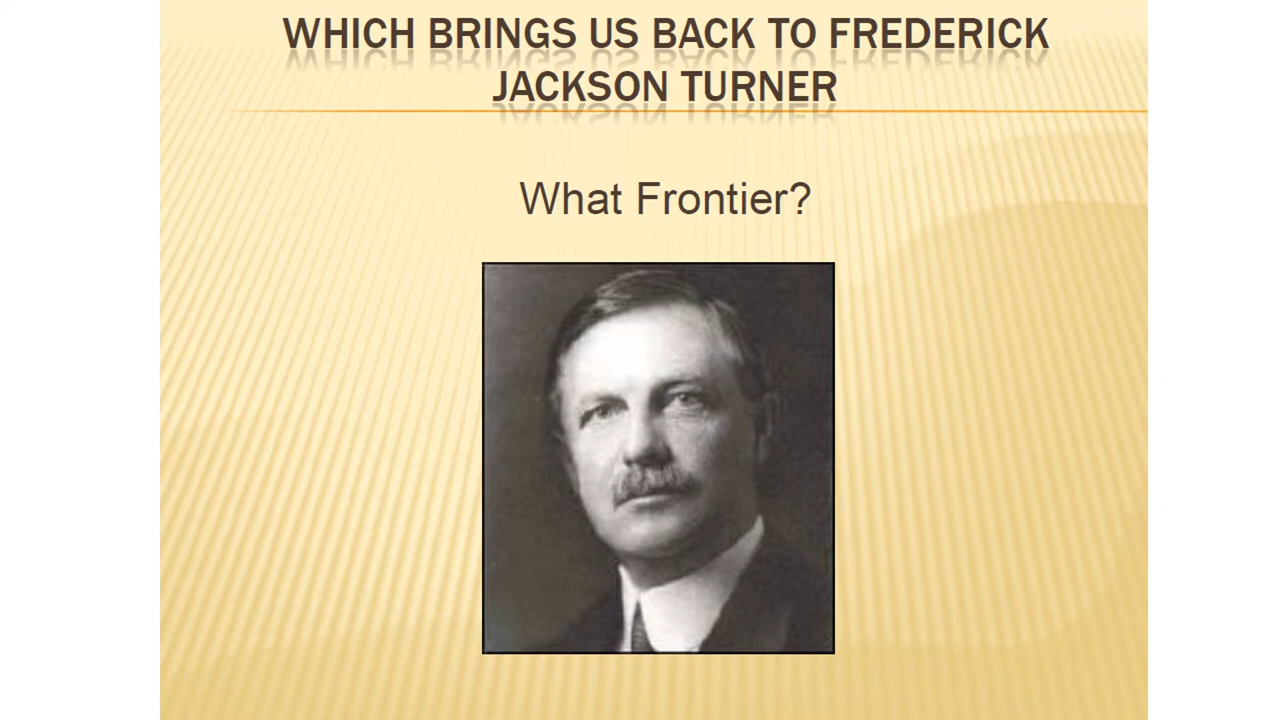 WHICH BRINGS US BACK TO FREDERICK
JACKSON TURNER
What Frontier?